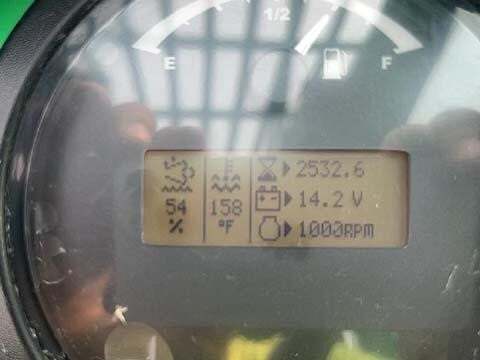 1/2
E F
2532.6
14.2 V
54 158
% °F
1000RPM